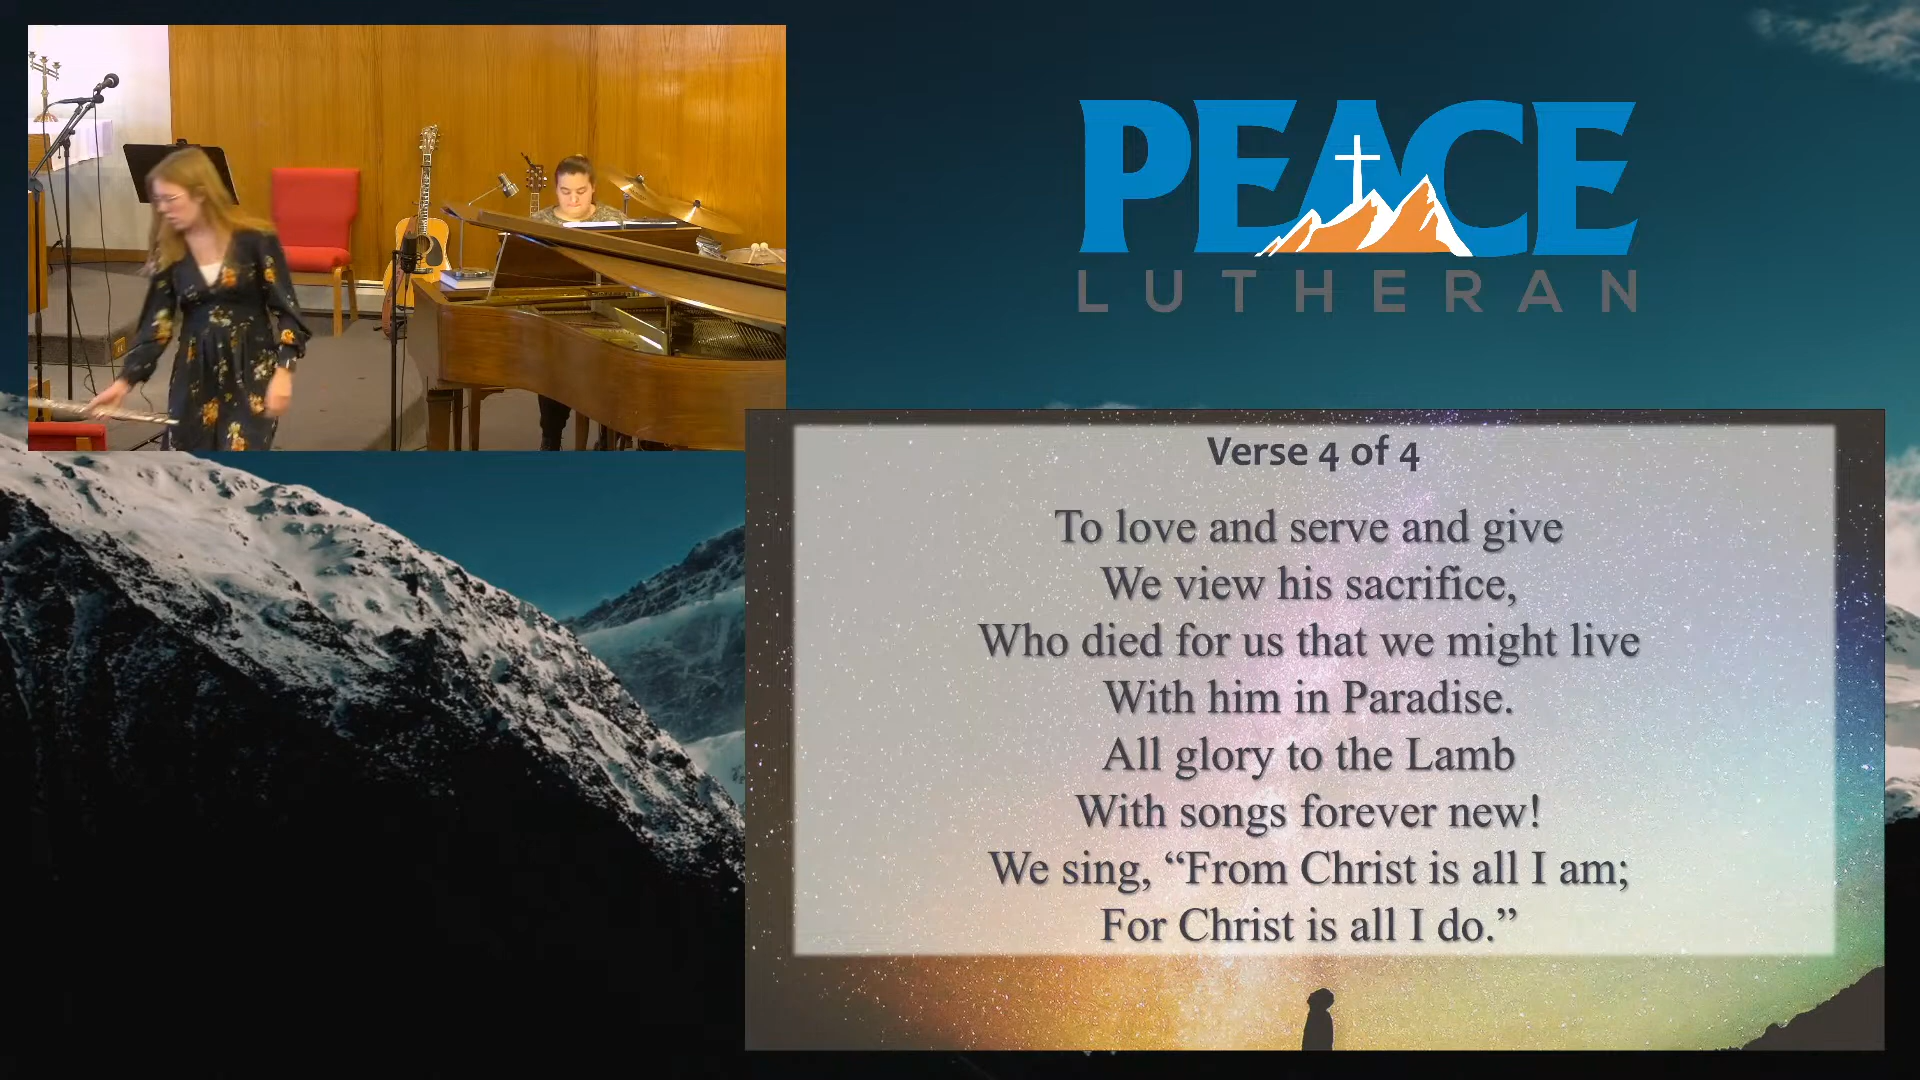 PEACE
LUTHERAN
Verse 4 of 4
To love and serve and give
We view his sacrifice,
Who died for us that we might live
With him in Paradise.
All glory to the Lamb
With songs forever new!
We sing, “From Christ is all I am;
For Christ is all I do.”